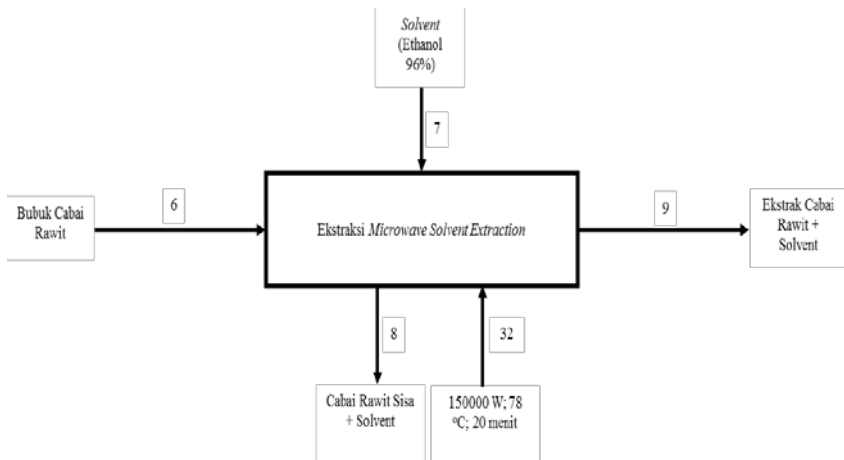 Solvent
(Ethanol
96%)
7
Bubuk Cabai
Rawit
6
Ekstraksi Microwave Solvent Extraction
9
Ekstrak Cabai
Rawit +
Solvent
8
32
Cabai Rawit Sisa
+ Solvent
150000 W; 78
°C; 20 menit